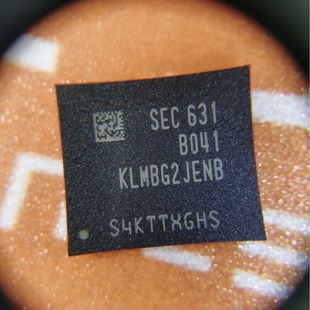 SEC 631
B041
KLMBG2JENB
S4KTTXGHS